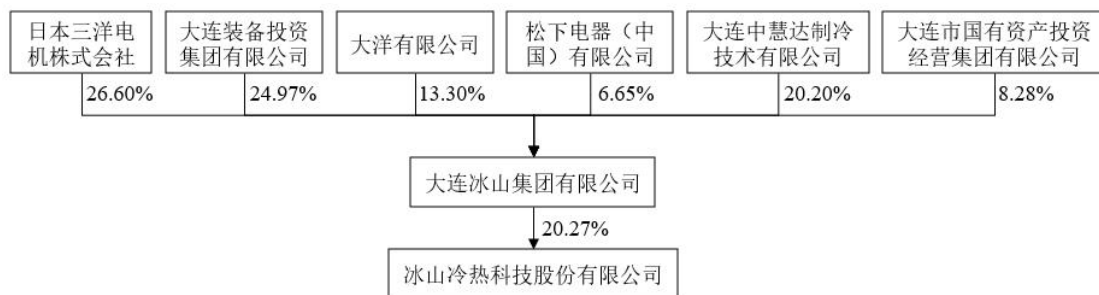 日本三洋电
机株式会社
大连装备投资
集团有限公司
大洋有限公司
松下电器（中
国）有限公司
大连中慧达制冷
技术有限公司
大连市国有资产投资
经营集团有限公司
26.60%
24.97%
13.30%
6.65%
20.20%
8.28%
大连冰山集团有限公司
20.27%
冰山冷热科技股份有限公司